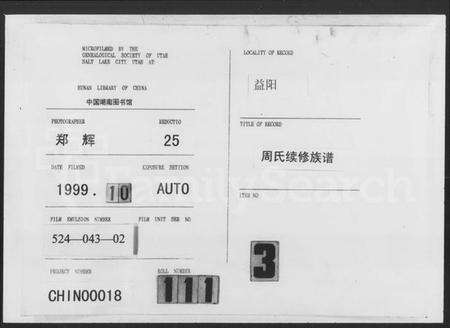 MICROFILMED BY THE
GENEALOGICAL SOCIETY OF UTAH
SALT LAKE CITY UTAH AT
HUNAN LIBRARY OF CHINA
中国湖南图书馆
PHOTOGRAPHER REDUCTIO
郑 辉 25
DATE FILMED EXPOSURE SETTION
1999. 10 AUTO
FILM EMULSION NUMBER FILM UNIT SER NO
524—043—02
PROJECT NUMBER ROLL NUMBER
CHIN00018 111
LOCALITY OF RECORD
益阳
TITLE OF RECORD
周氏续修族谱
ITEM NO
3
FamilySearch